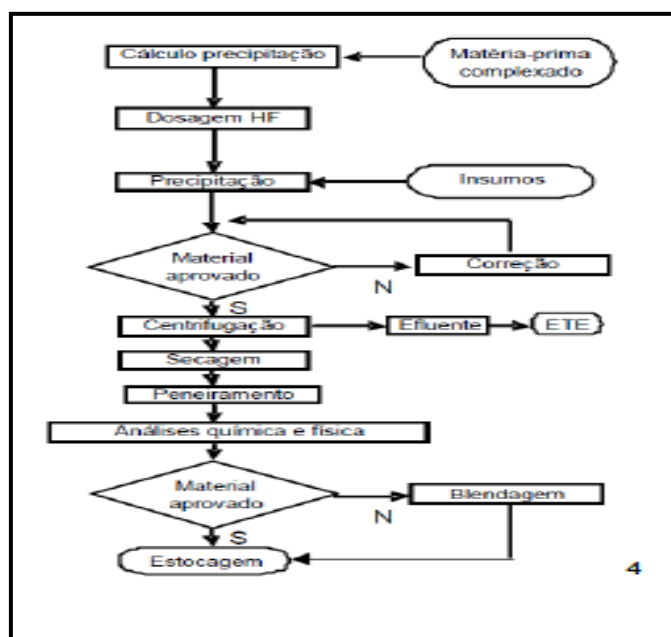 Cálculo precipitação
Matéria-prima
complexado
Dosagem HF
Precipitação
Insumos
Material
aprovado
N
Correção
S
Centrifugação
Efluente
ETE
Secagem
Peneiramento
Análises química e física
Material
aprovado
N
Blendagem
S
Estocagem
4